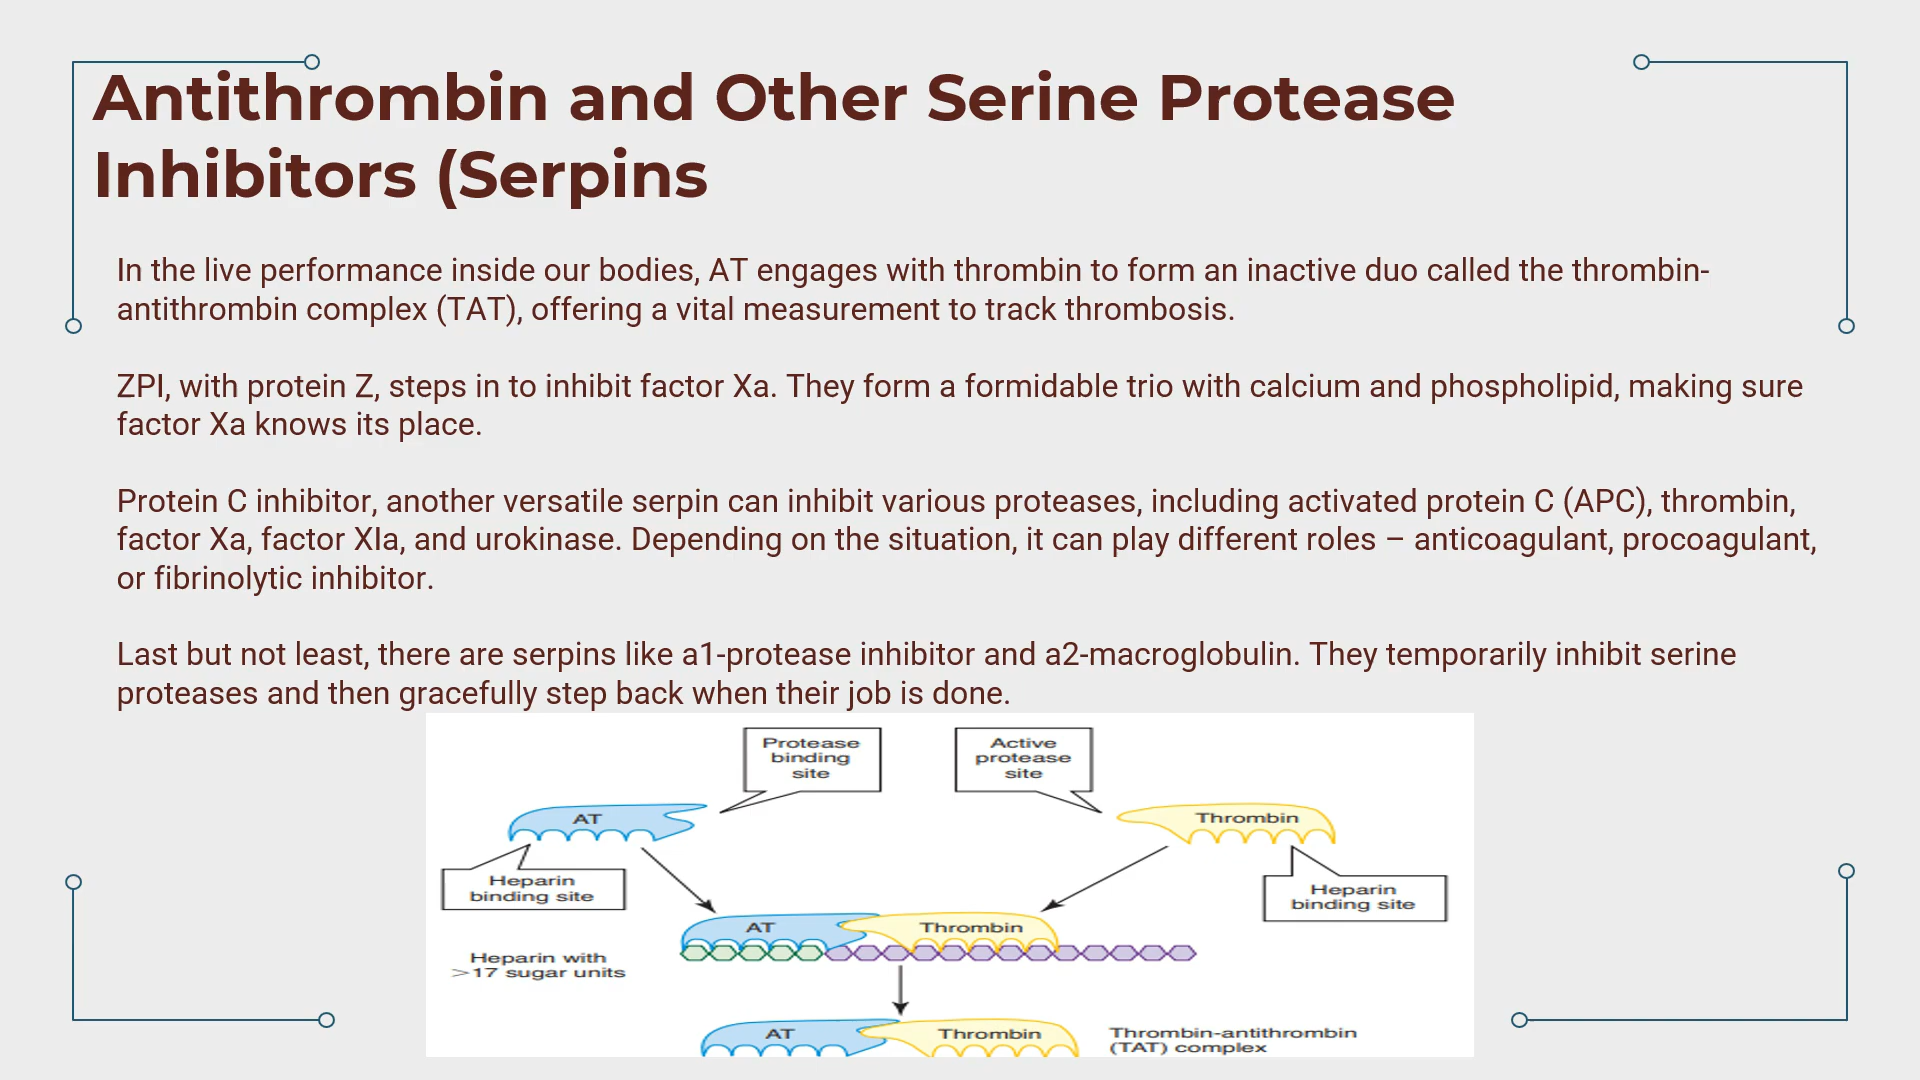 Antithrombin and Other Serine Protease
Inhibitors (Serpins
In the live performance inside our bodies, AT engages with thrombin to form an inactive duo called the thrombin-
antithrombin complex (TAT), offering a vital measurement to track thrombosis.
ZPI, with protein Z, steps in to inhibit factor Xa. They form a formidable trio with calcium and phospholipid, making sure
factor Xa knows its place.
Protein C inhibitor, another versatile serpin can inhibit various proteases, including activated protein C (APC), thrombin,
factor Xa, factor XIa, and urokinase. Depending on the situation, it can play different roles – anticoagulant, procoagulant,
or fibrinolytic inhibitor.
Last but not least, there are serpins like a1-protease inhibitor and a2-macroglobulin. They temporarily inhibit serine
proteases and then gracefully step back when their job is done.
Protease
binding
site
Active
protease
site
AT
Thrombin
Heparin
binding site
Heparin
binding site
AT
Thrombin
Heparin with
>17 sugar units
AT
Thrombin
Thrombin-antithrombin
(TAT) complex